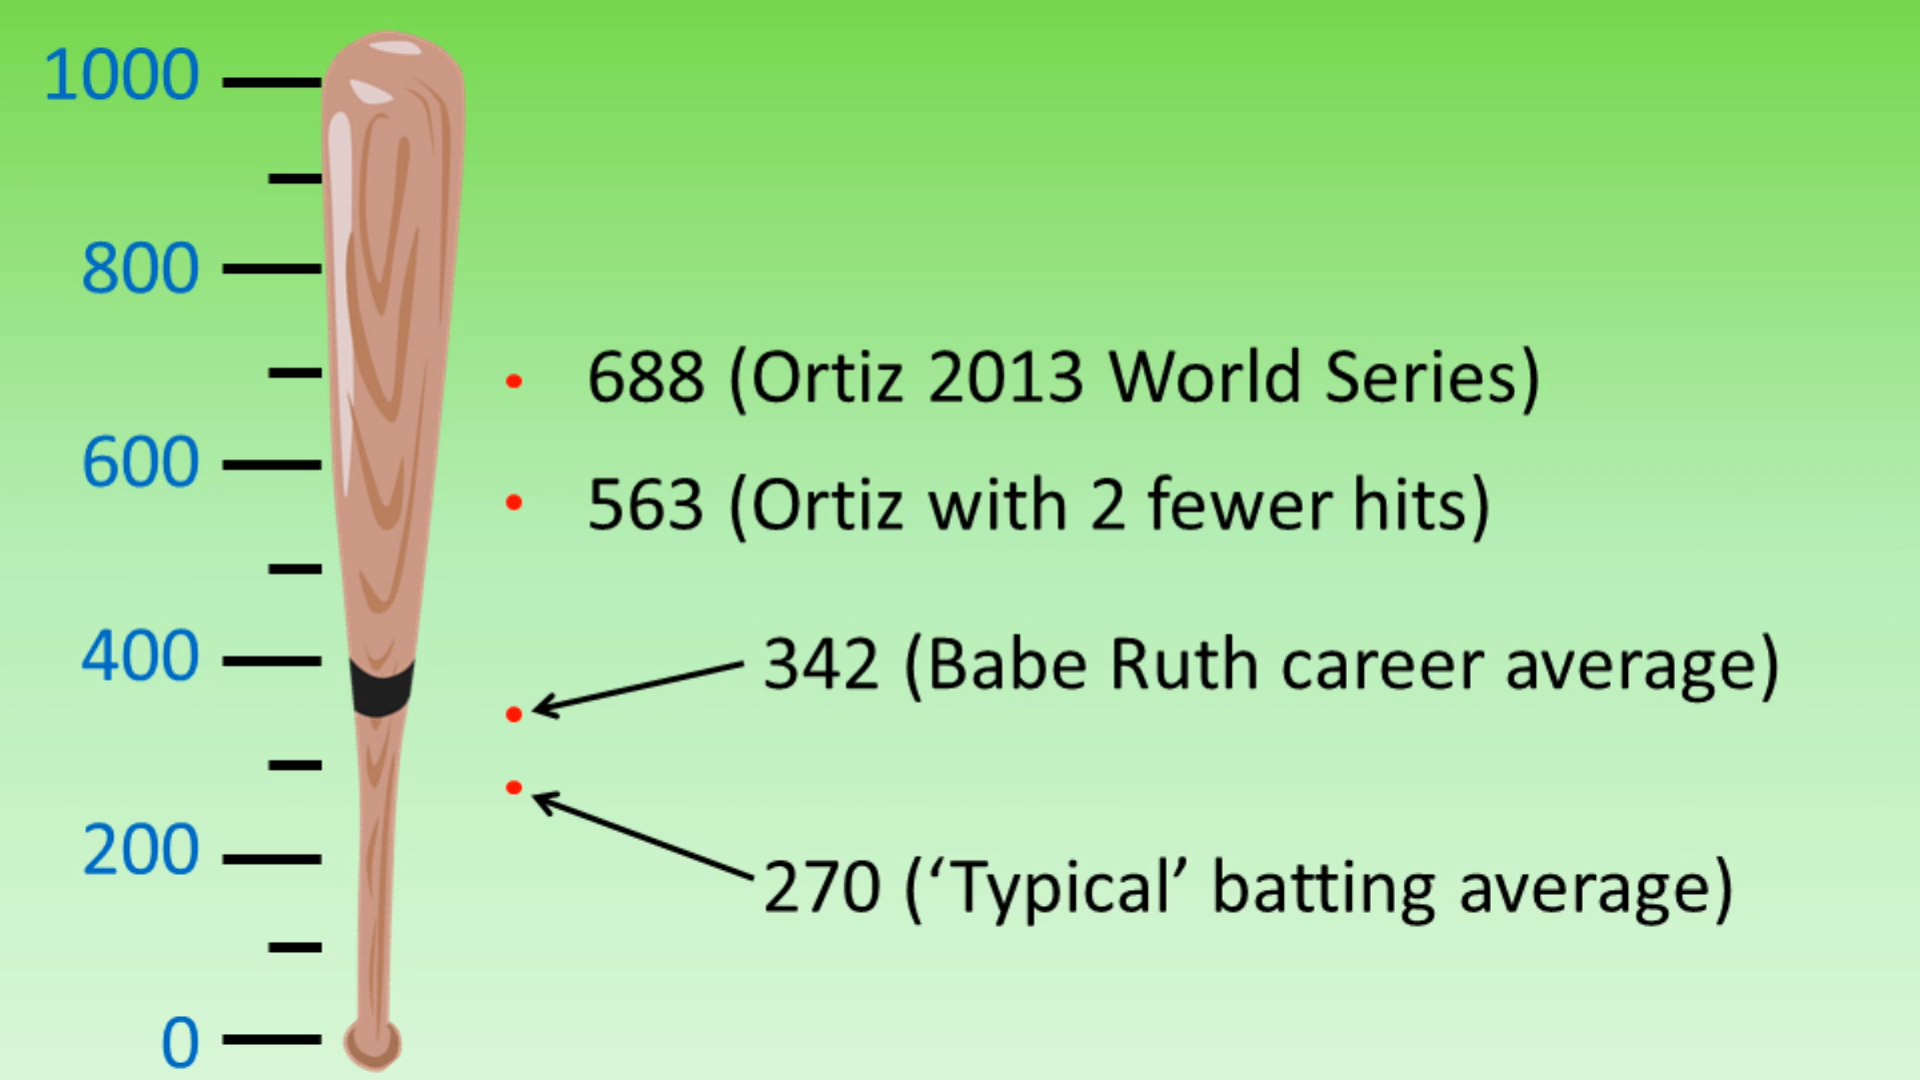 1000
800
688 (Ortiz 2013 World Series)
600
563 (Ortiz with 2 fewer hits)
400
342 (Babe Ruth career average)
200
270 (‘Typical’ batting average)
0